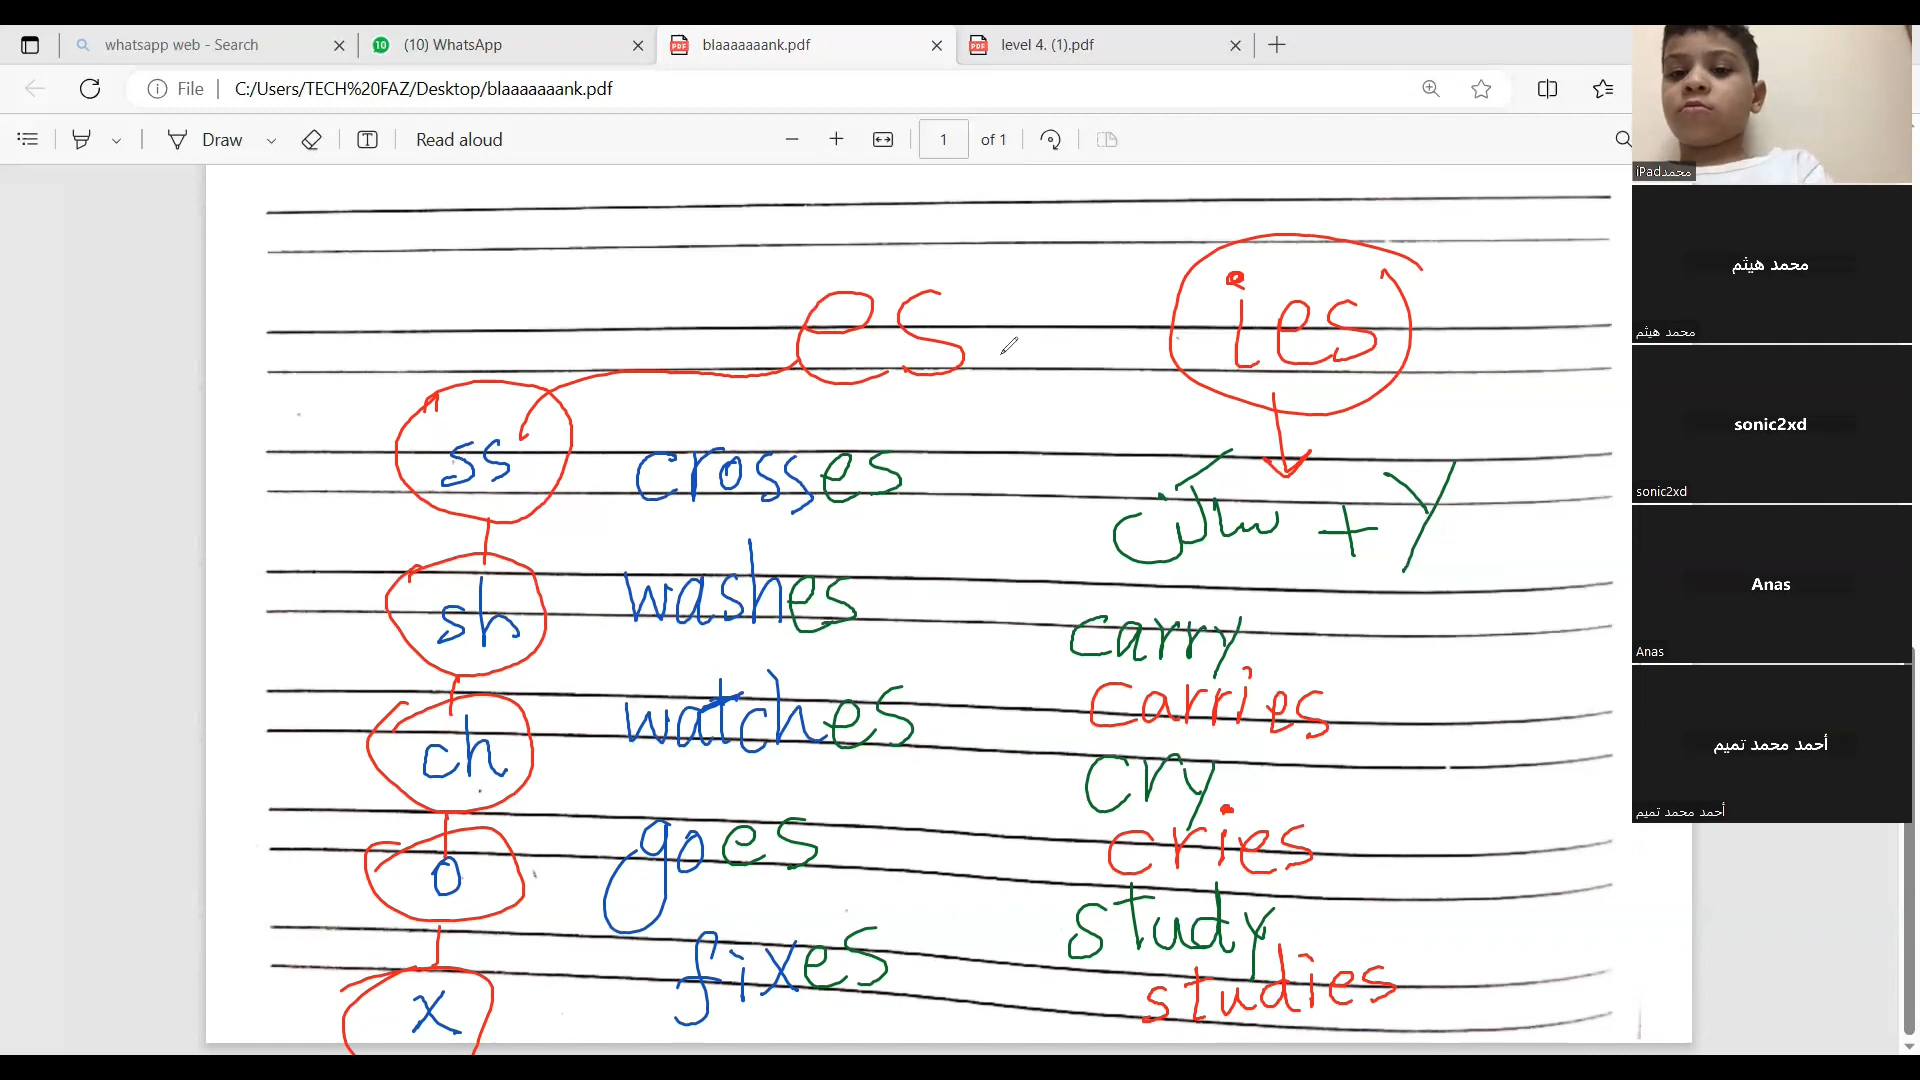 whatsapp web - Search
(10) WhatsApp
blaaaaaaank.pdf
level 4. (1).pdf
File
C:/Users/TECH%20FAZ/Desktop/blaaaaaaank.pdf
Draw
Read aloud
1 of 1
es
ies
ss crosses
ساكن + y
sh washes
carry
carries
ch watches
cry
cries
o goes
study
x fixes
studies
محمد iPad
محمد هيثم
محمد هيثم
sonic2xd
sonic2xd
Anas
Anas
أحمد محمد تميم
أحمد محمد تميم